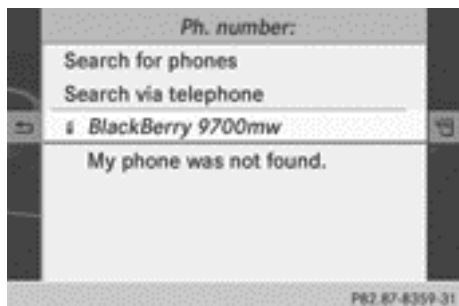 Ph. number:
Search for phones
Search via telephone
BlackBerry 9700mw
My phone was not found.
P82.87-8359-31